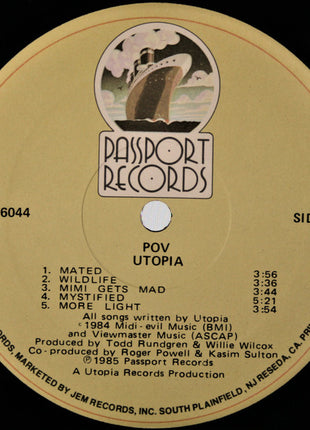 PASSPORT
RECORDS
6044
SID
POV
UTOPIA
1. MATED 3:56
2. WILDLIFE 3:36
3. MIMI GETS MAD 3:44
4. MYSTIFIED 5:21
5. MORE LIGHT 3:54
All songs written by Utopia
©1984 Midi-evil Music (BMI)
and Viewmaster Music (ASCAP)
Produced by Todd Rundgren & Willie Wilcox
Co-produced by Roger Powell & Kasim Sulton
Ⓟ1985 Passport Records
A Utopia Records Production
CORDS, MARKETED BY JEM RECORDS, INC. SOUTH PLAINFIELD, NJ RESEDA, CA. PRI